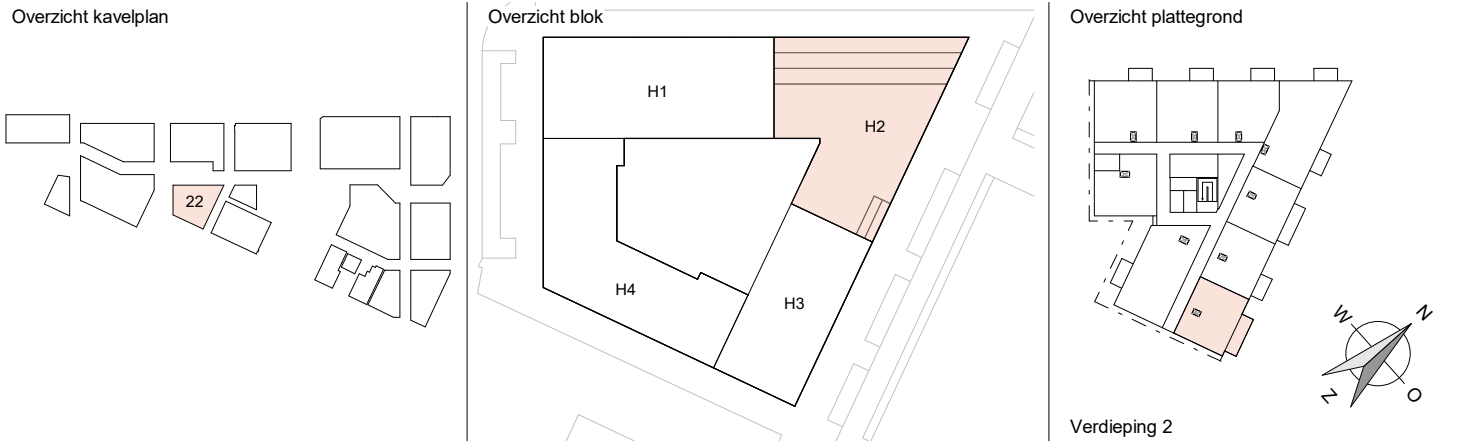 Overzicht kavelplan
22
Overzicht blok
H1
H2
H3
H4
Overzicht plattegrond
N
W
O
Z
Verdieping 2